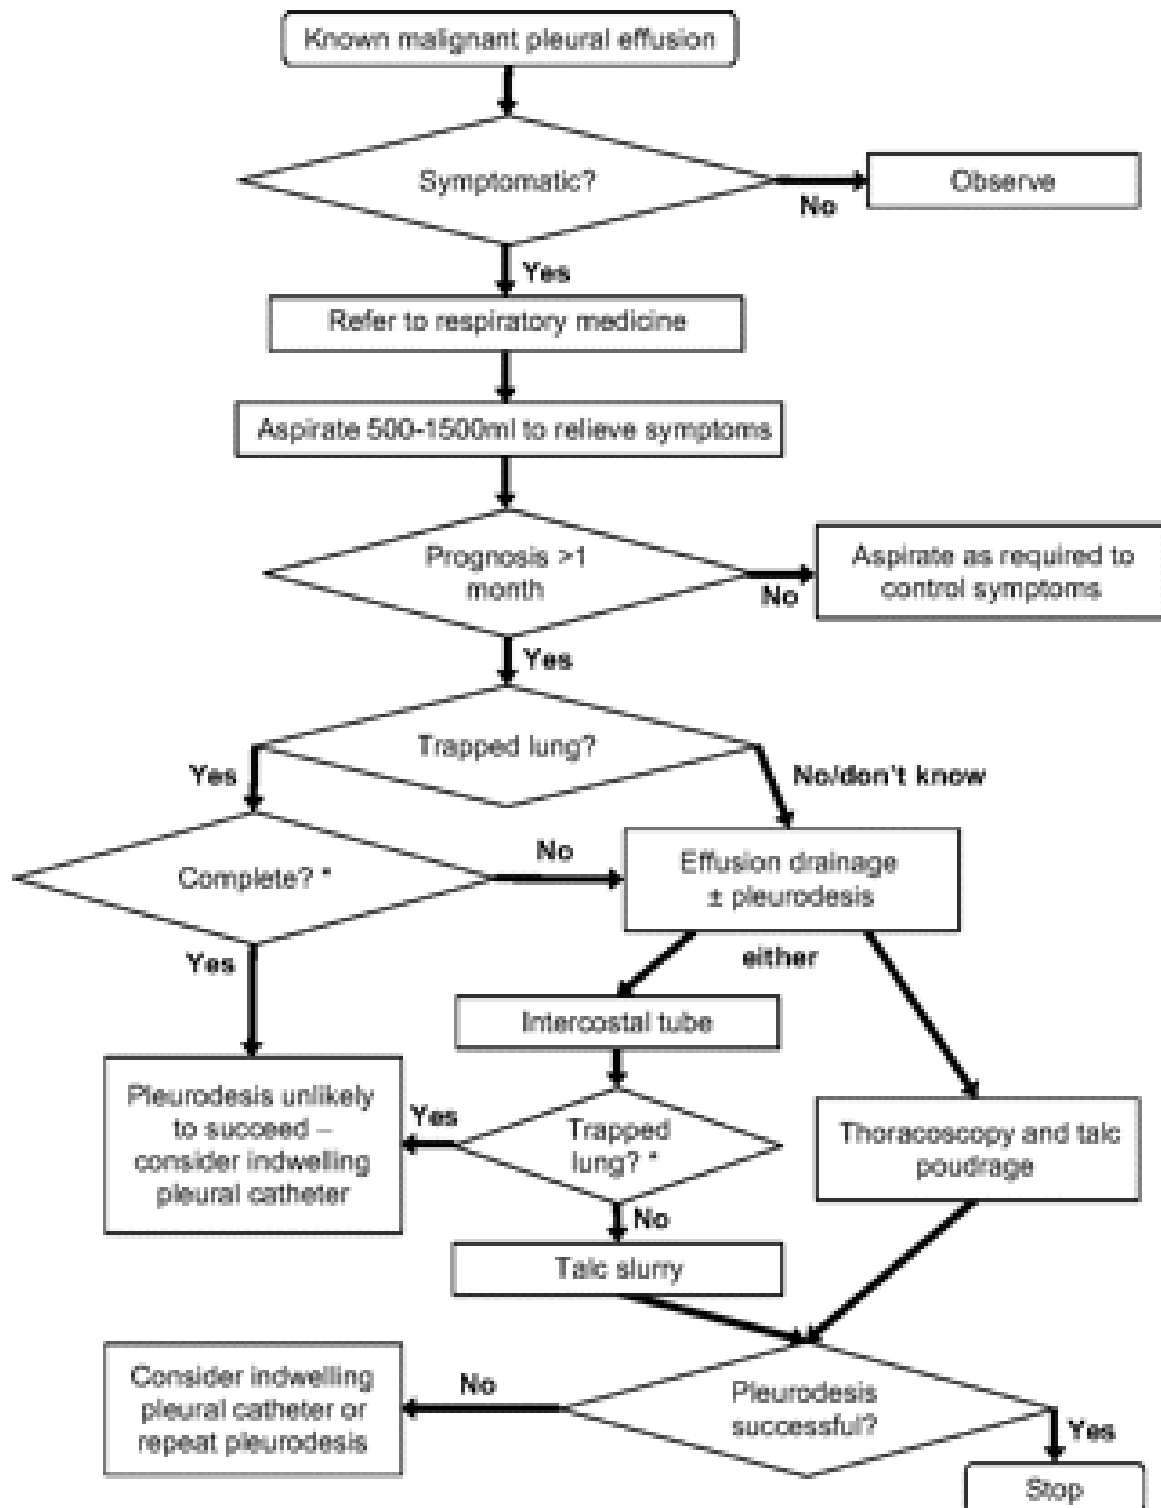 Known malignant pleural effusion
Symptomatic?
No
Observe
Yes
Refer to respiratory medicine
Aspirate 500-1500ml to relieve symptoms
Prognosis >1
month
No
Aspirate as required to
control symptoms
Yes
Trapped lung?
Yes
No/don't know
Complete? *
No
Effusion drainage
± pleurodesis
Yes
either
Intercostal tube
Pleurodesis unlikely
to succeed –
consider indwelling
pleural catheter
Yes
Trapped
lung? *
Thoracoscopy and talc
poudrage
No
Talc slurry
Consider indwelling
pleural catheter or
repeat pleurodesis
No
Pleurodesis
successful?
Yes
Stop